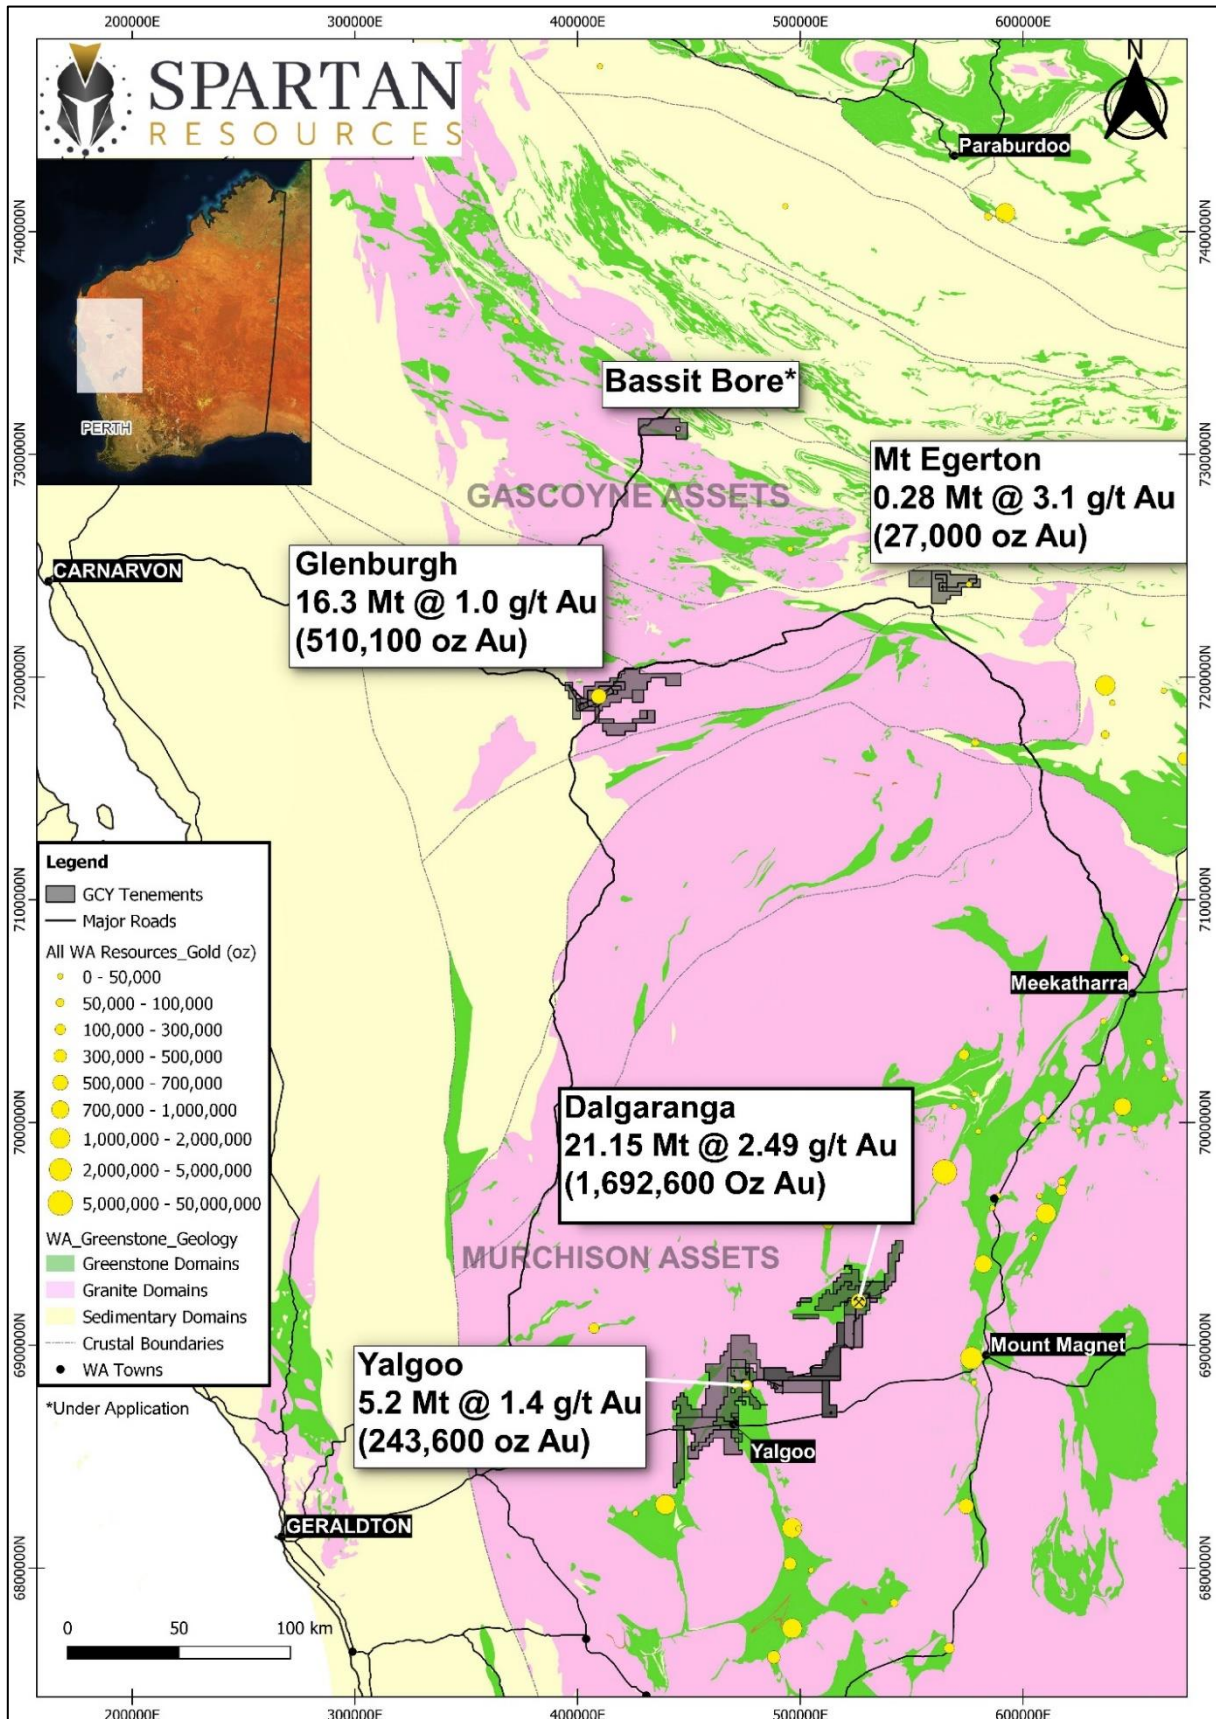 200000E
300000E
400000E
500000E
600000E
SPARTAN
RESOURCES
N
Paraburdoo
7400000N
7400000N
PERTH
Bassit Bore*
7300000N
7300000N
GASCOYNE ASSETS
Mt Egerton
0.28 Mt @ 3.1 g/t Au
(27,000 oz Au)
CARNARVON
Glenburgh
16.3 Mt @ 1.0 g/t Au
(510,100 oz Au)
7200000N
7200000N
Legend
GCY Tenements
Major Roads
All WA Resources_Gold (oz)
0 - 50,000
50,000 - 100,000
100,000 - 300,000
300,000 - 500,000
500,000 - 700,000
700,000 - 1,000,000
1,000,000 - 2,000,000
2,000,000 - 5,000,000
5,000,000 - 50,000,000
WA_Greenstone_Geology
Greenstone Domains
Granite Domains
Sedimentary Domains
Crustal Boundaries
WA Towns
*Under Application
7100000N
7100000N
Meekatharra
7000000N
7000000N
Dalgaranga
21.15 Mt @ 2.49 g/t Au
(1,692,600 Oz Au)
MURCHISON ASSETS
6900000N
6900000N
Mount Magnet
Yalgoo
5.2 Mt @ 1.4 g/t Au
(243,600 oz Au)
Yalgoo
GERALDTON
6800000N
6800000N
0
50
100 km
200000E
300000E
400000E
500000E
600000E